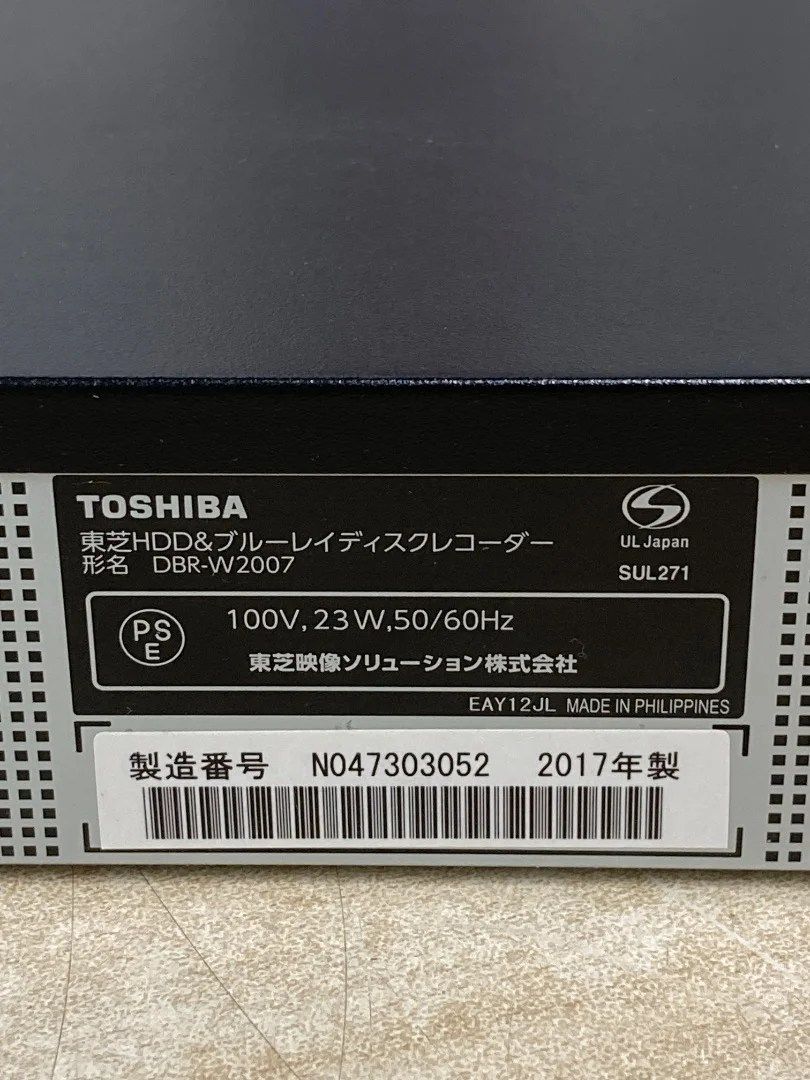 TOSHIBA
東芝HDD&ブルーレイディスクレコーダー
形名 DBR-W2007
UL Japan
SUL271
PS
E
100V,23W,50/60Hz
東芝映像ソリューション株式会社
EAY12JL MADE IN PHILIPPINES
製造番号 N047303052 2017年製